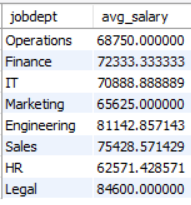 jobdept avg_salary
Operations 68750.000000
Finance 72333.333333
IT 70888.888889
Marketing 65625.000000
Engineering 81142.857143
Sales 75428.571429
HR 62571.428571
Legal 84600.000000